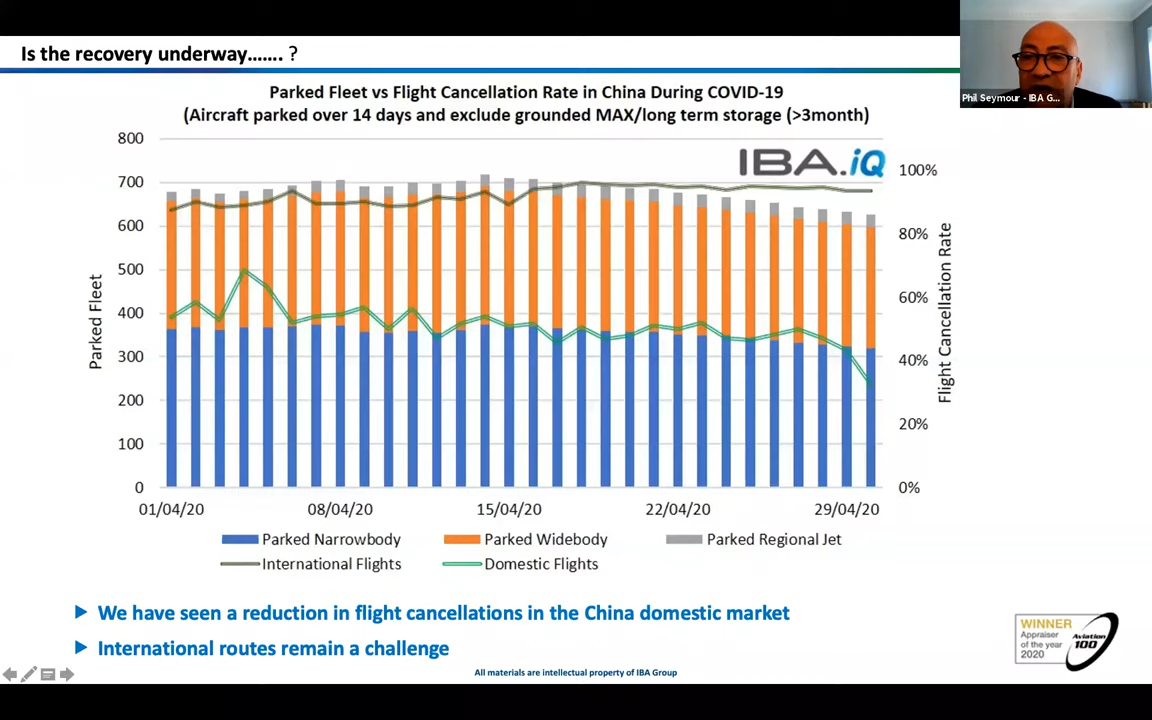 Is the recovery underway....... ?
Phil Seymour - IBA G...
Parked Fleet vs Flight Cancellation Rate in China During COVID-19
(Aircraft parked over 14 days and exclude grounded MAX/long term storage (>3month)
IBA.iQ
Parked Fleet
800
700
600
500
400
300
200
100
0
100%
80%
60%
40%
20%
0%
Flight Cancellation Rate
01/04/20 08/04/20 15/04/20 22/04/20 29/04/20
Parked Narrowbody Parked Widebody Parked Regional Jet
International Flights Domestic Flights
We have seen a reduction in flight cancellations in the China domestic market
International routes remain a challenge
WINNER
Appraiser
of the year
2020
Aviation
100
All materials are intellectual property of IBA Group